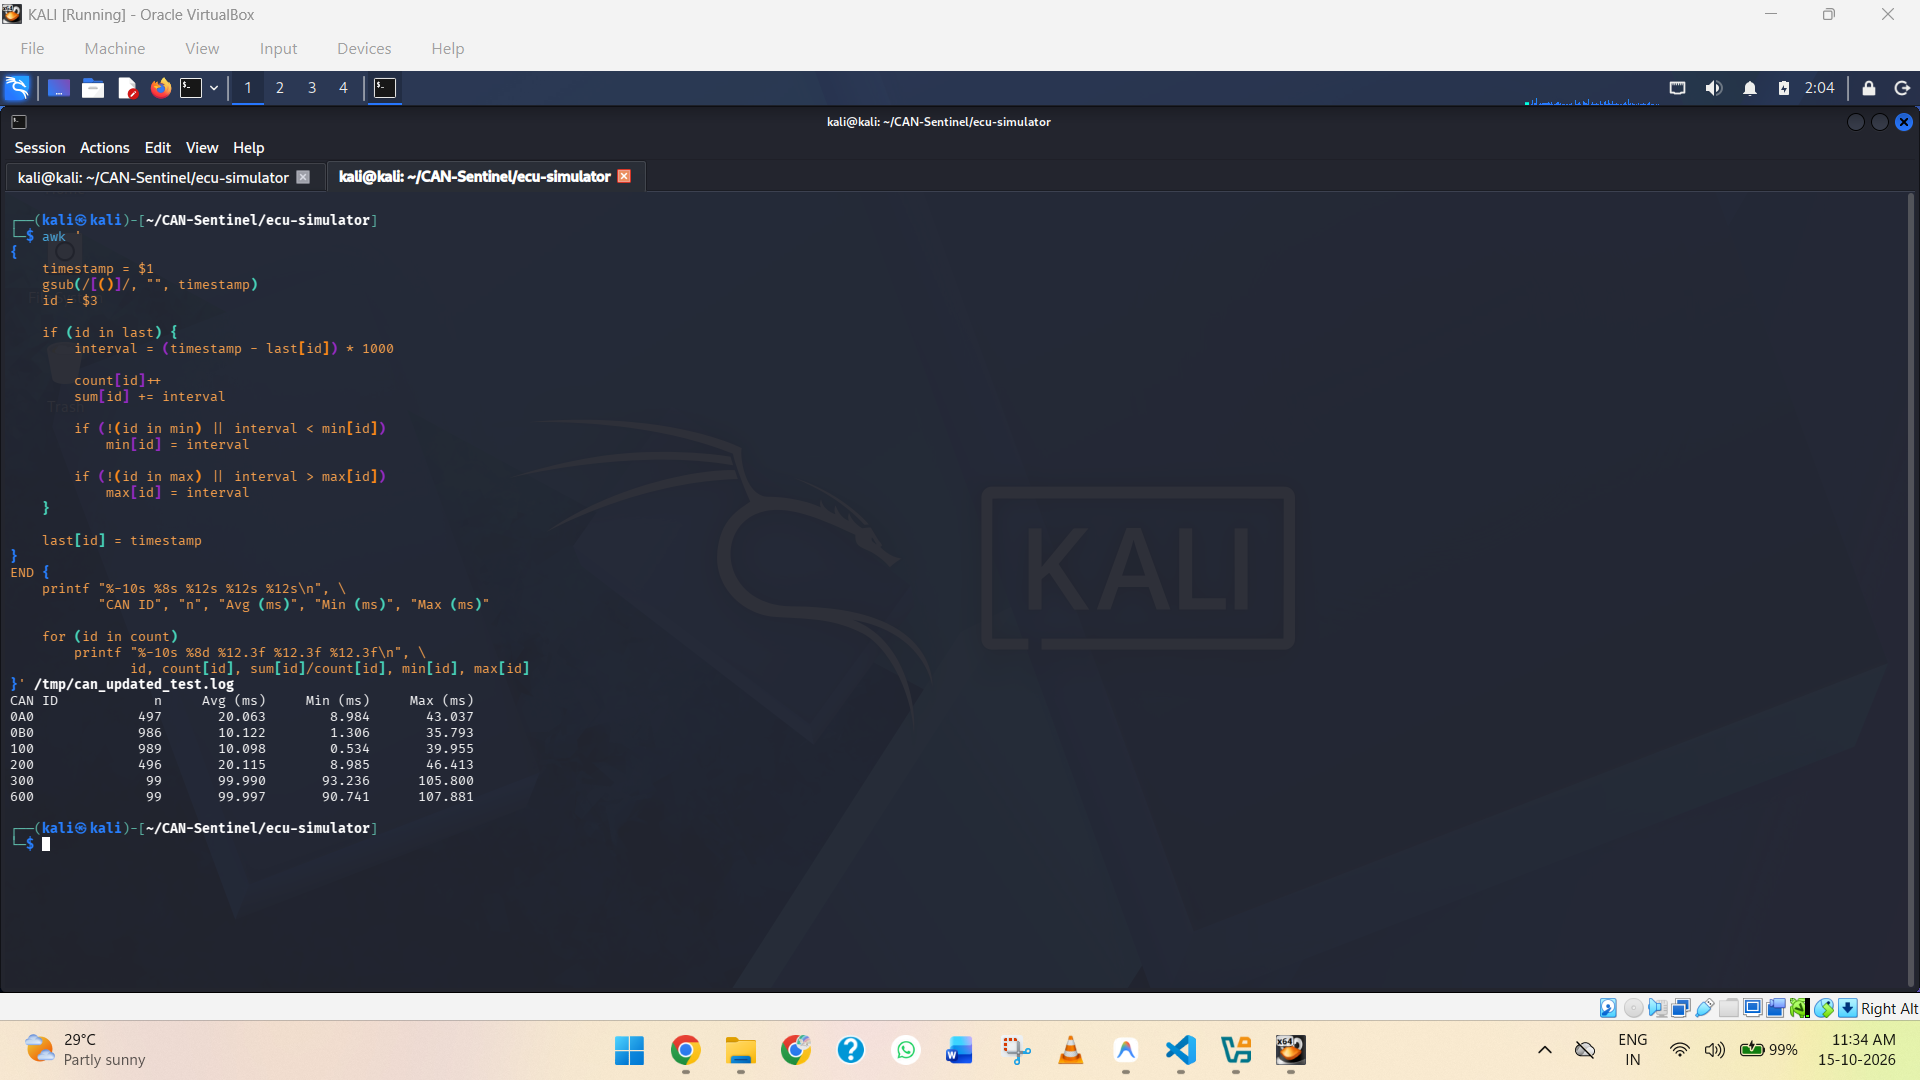 KALI [Running] - Oracle VirtualBox
File Machine View Input Devices Help
1 2 3 4 2:04
kali@kali: ~/CAN-Sentinel/ecu-simulator
Session Actions Edit View Help
kali@kali: ~/CAN-Sentinel/ecu-simulator kali@kali: ~/CAN-Sentinel/ecu-simulator
┌──(kali㉿kali)-[~/CAN-Sentinel/ecu-simulator]
└─$ awk '
{
    timestamp = $1
    gsub(/[()]/, "", timestamp)
    id = $3
    if (id in last) {
        interval = (timestamp - last[id]) * 1000
        count[id]++
        sum[id] += interval
        if (!(id in min) || interval < min[id])
            min[id] = interval
        if (!(id in max) || interval > max[id])
            max[id] = interval
    }
    last[id] = timestamp
}
END {
    printf "%-10s %8s %12s %12s %12s\n", \
           "CAN ID", "n", "Avg (ms)", "Min (ms)", "Max (ms)"
    for (id in count)
        printf "%-10s %8d %12.3f %12.3f %12.3f\n", \
               id, count[id], sum[id]/count[id], min[id], max[id]
}' /tmp/can_updated_test.log
CAN ID            n     Avg (ms)     Min (ms)     Max (ms)
0A0             497       20.063        8.984       43.037
0B0             986       10.122        1.306       35.793
100             989       10.098        0.534       39.955
200             496       20.115        8.985       46.413
300              99       99.990       93.236      105.800
600              99       99.997       90.741      107.881
┌──(kali㉿kali)-[~/CAN-Sentinel/ecu-simulator]
└─$
KALI
Trash
Right Alt
29°C
Partly sunny
ENG
IN
99%
11:34 AM
15-10-2026